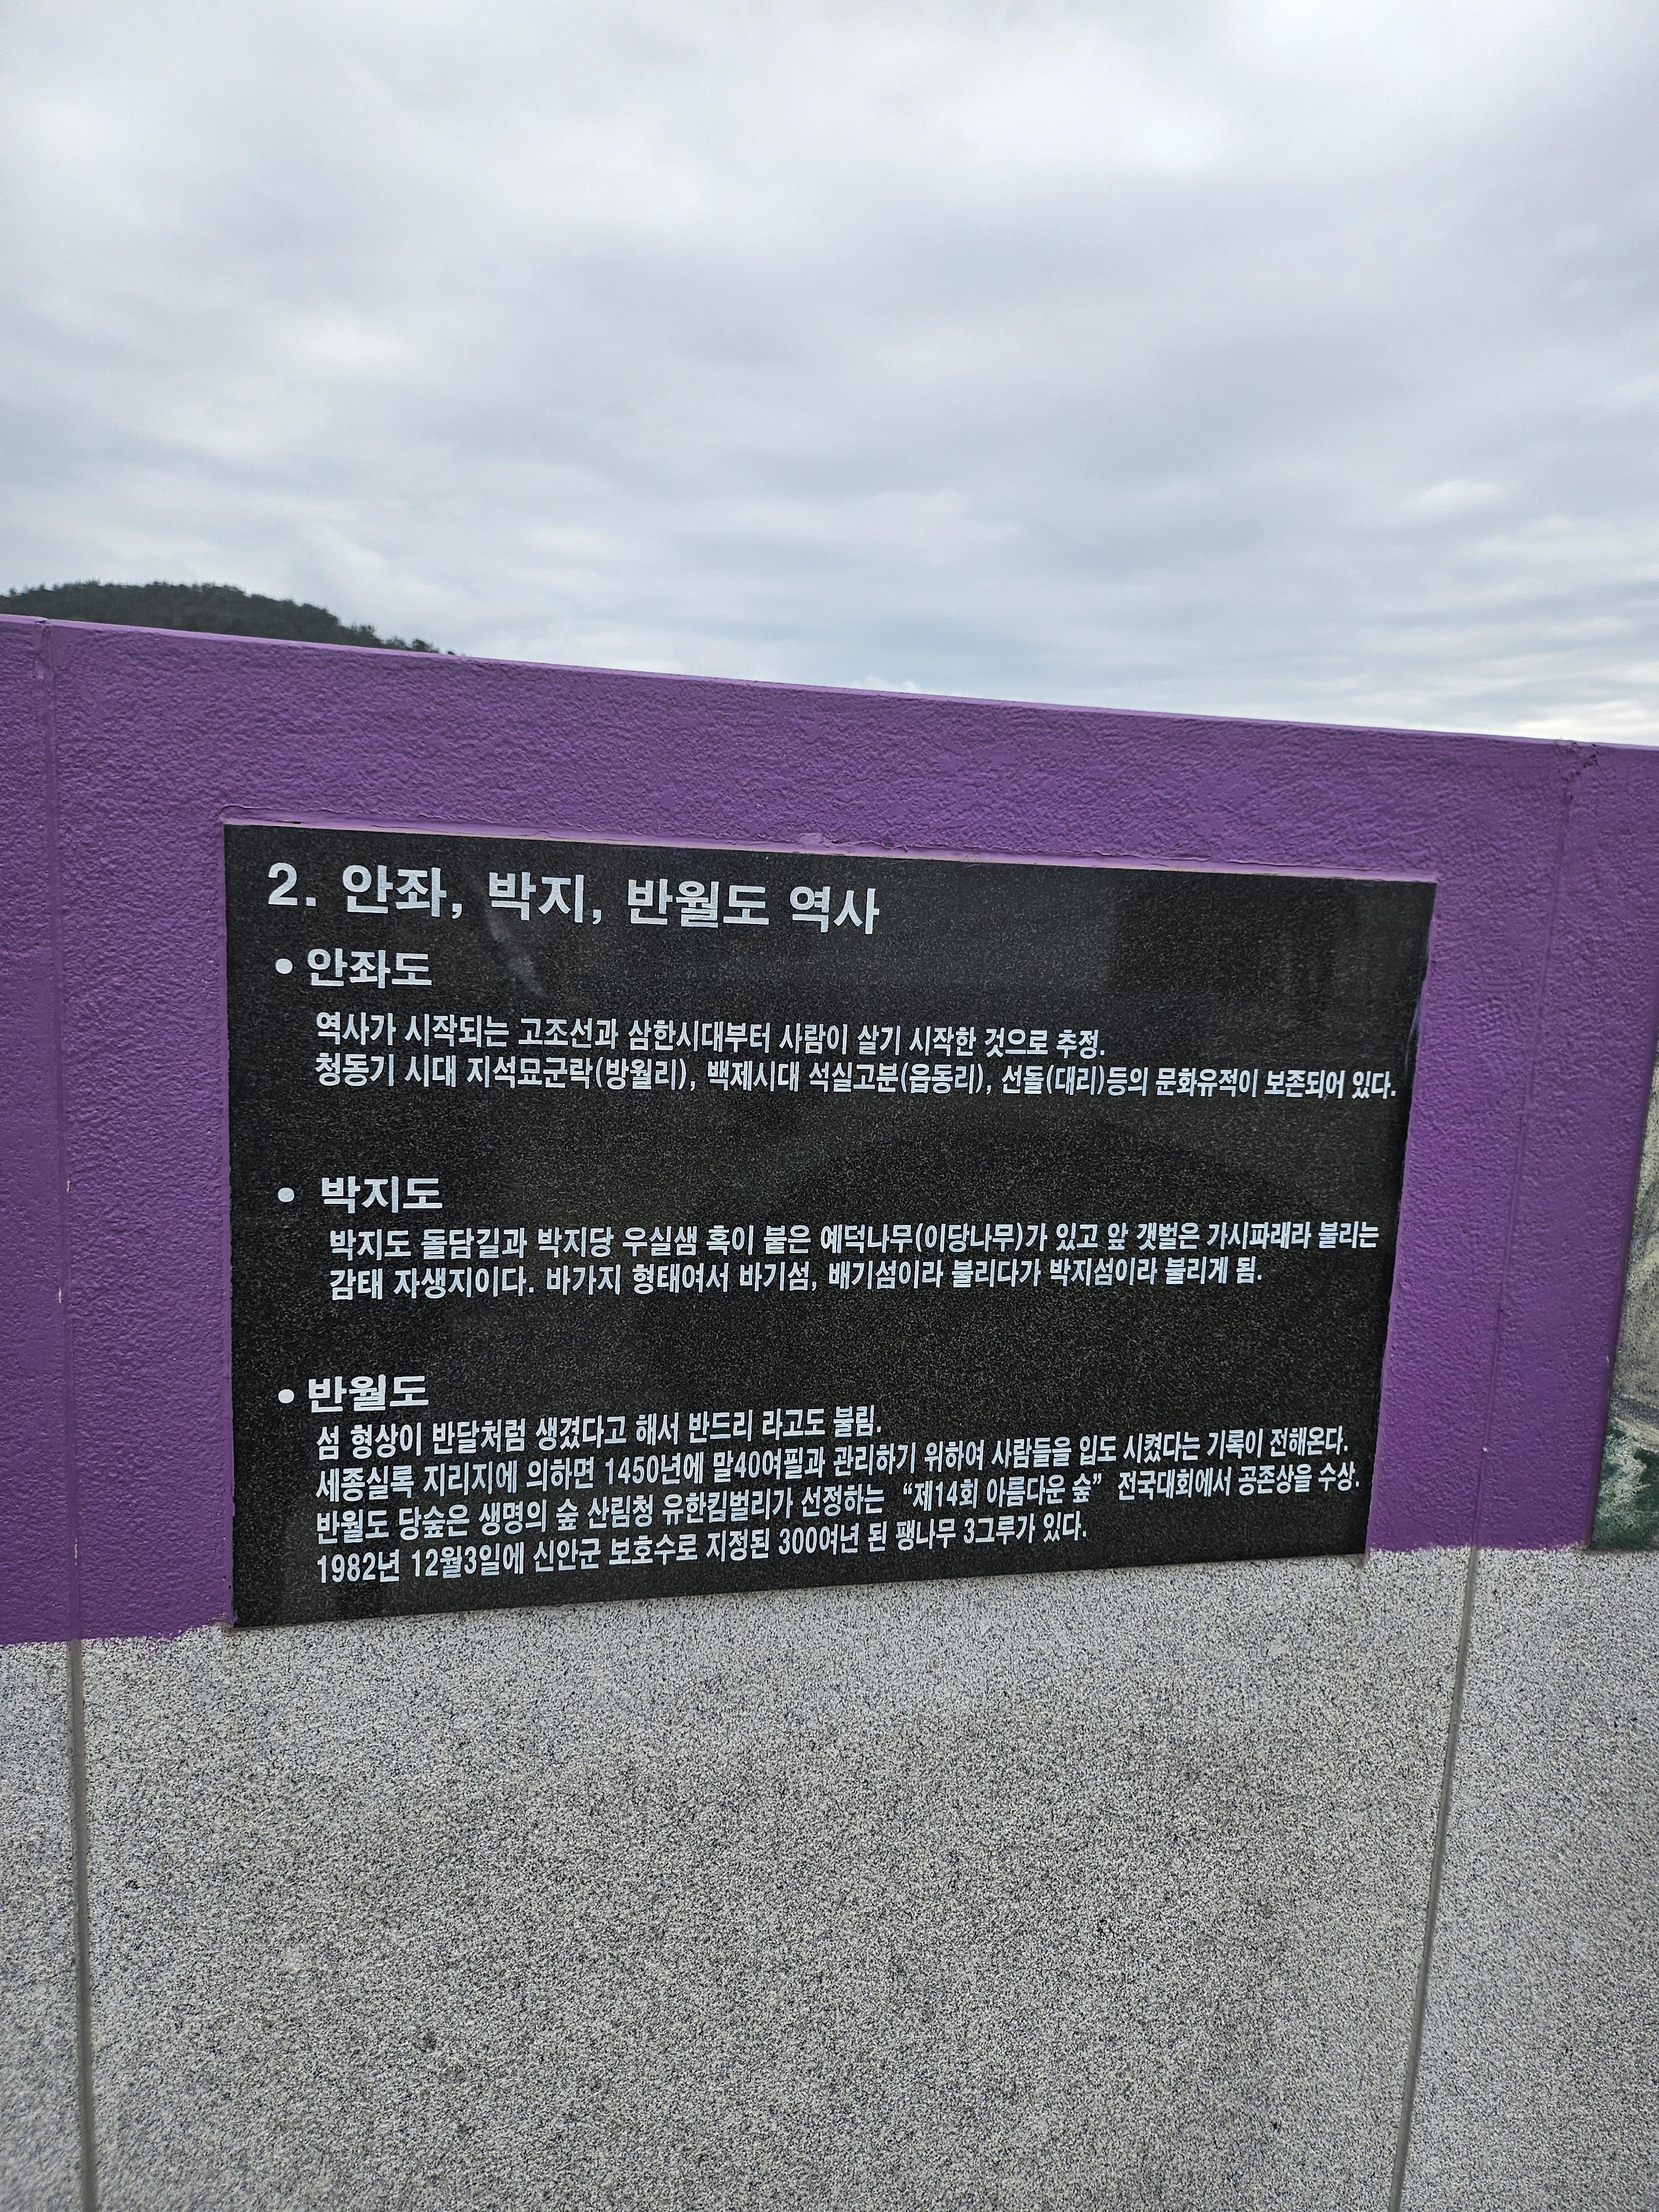 2. 안좌, 박지, 반월도 역사
• 안좌도
역사가 시작되는 고조선과 삼한시대부터 사람이 살기 시작한 것으로 추정.
청동기 시대 지석묘군락(방월리), 백제시대 석실고분(읍동리), 선돌(대리)등의 문화유적이 보존되어 있다.
• 박지도
박지도 돌담길과 박지당 우실샘 혹이 붙은 예덕나무(이당나무)가 있고 앞 갯벌은 가시파래라 불리는
감태 자생지이다. 바가지 형태여서 바기섬, 배기섬이라 불리다가 박지섬이라 불리게 됨.
• 반월도
섬 형상이 반달처럼 생겼다고 해서 반드리 라고도 불림.
세종실록 지리지에 의하면 1450년에 말40여필과 관리하기 위하여 사람들을 입도 시켰다는 기록이 전해온다.
반월도 당숲은 생명의 숲 산림청 유한킴벌리가 선정하는 “제14회 아름다운 숲” 전국대회에서 공존상을 수상.
1982년 12월3일에 신안군 보호수로 지정된 300여년 된 팽나무 3그루가 있다.